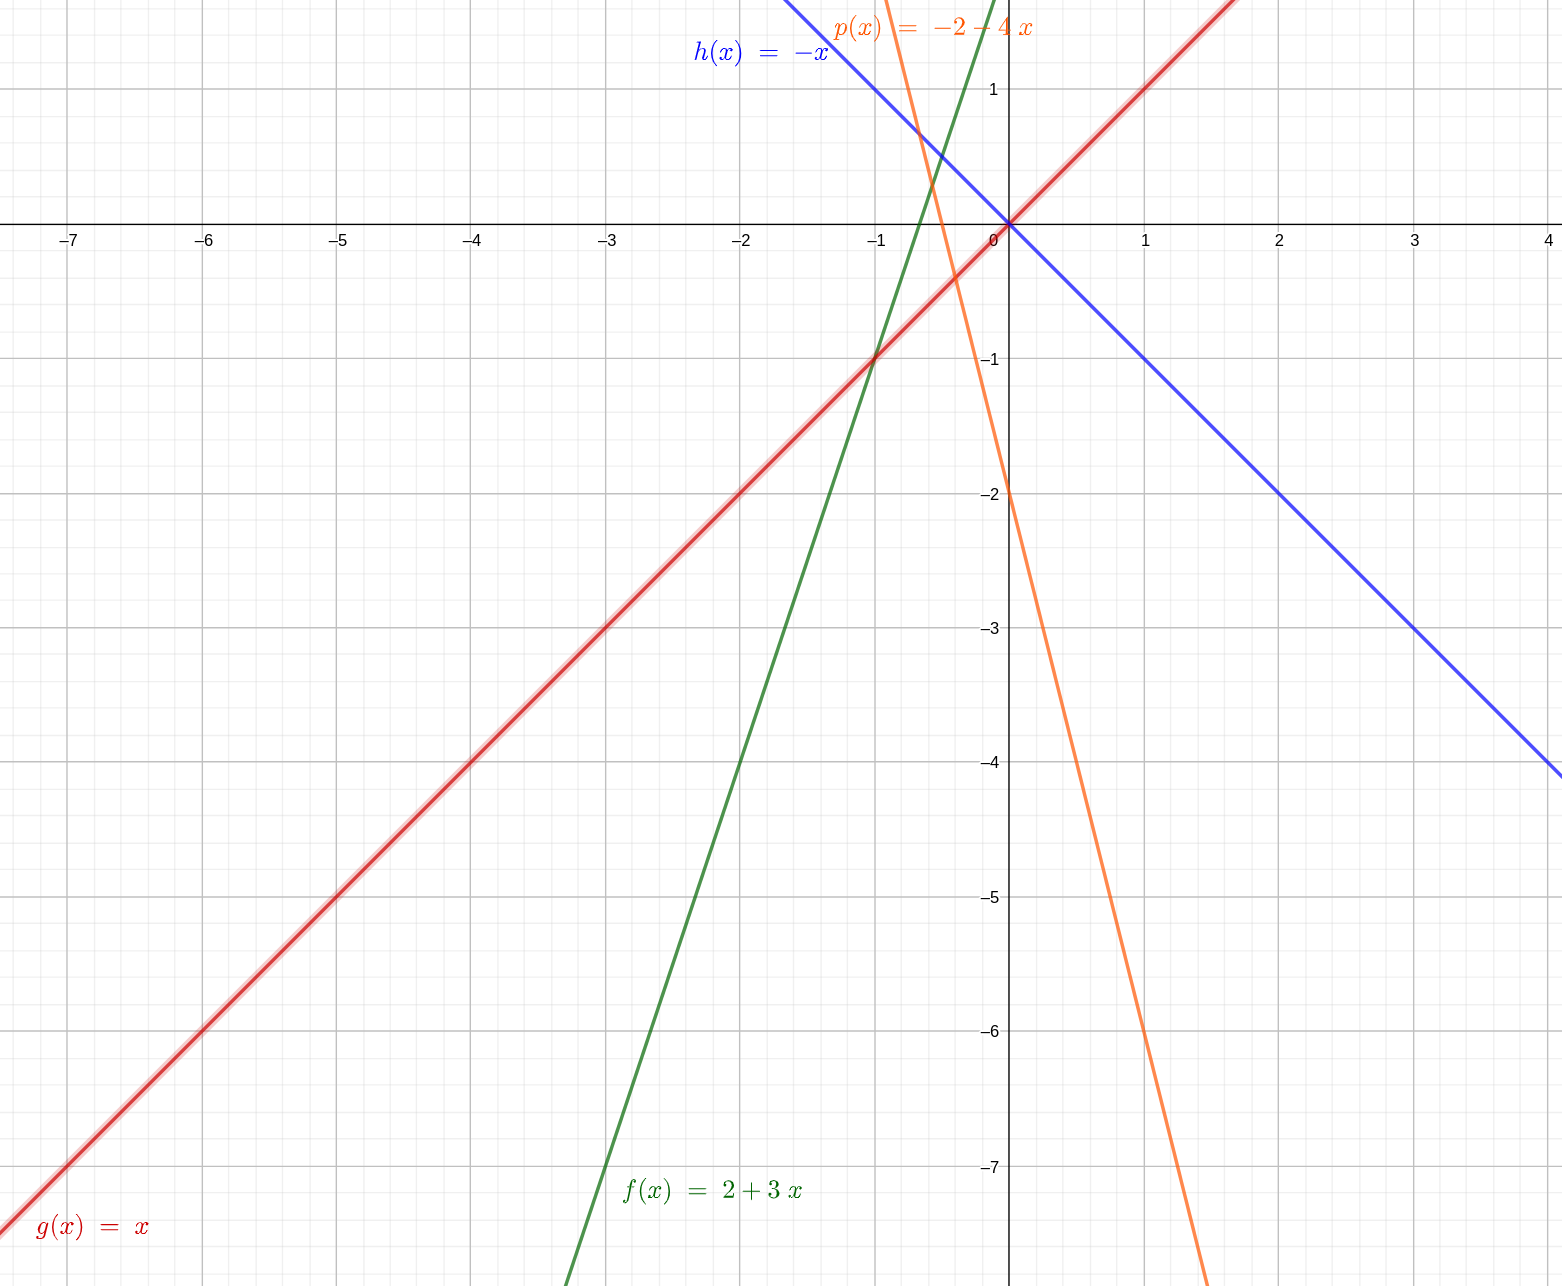 p(x) = −2 − 4 x
h(x) = −x
1
–7 –6 –5 –4 –3 –2 –1 0 1 2 3 4
–1
–2
–3
–4
–5
–6
–7
f(x) = 2 + 3 x
g(x) = x